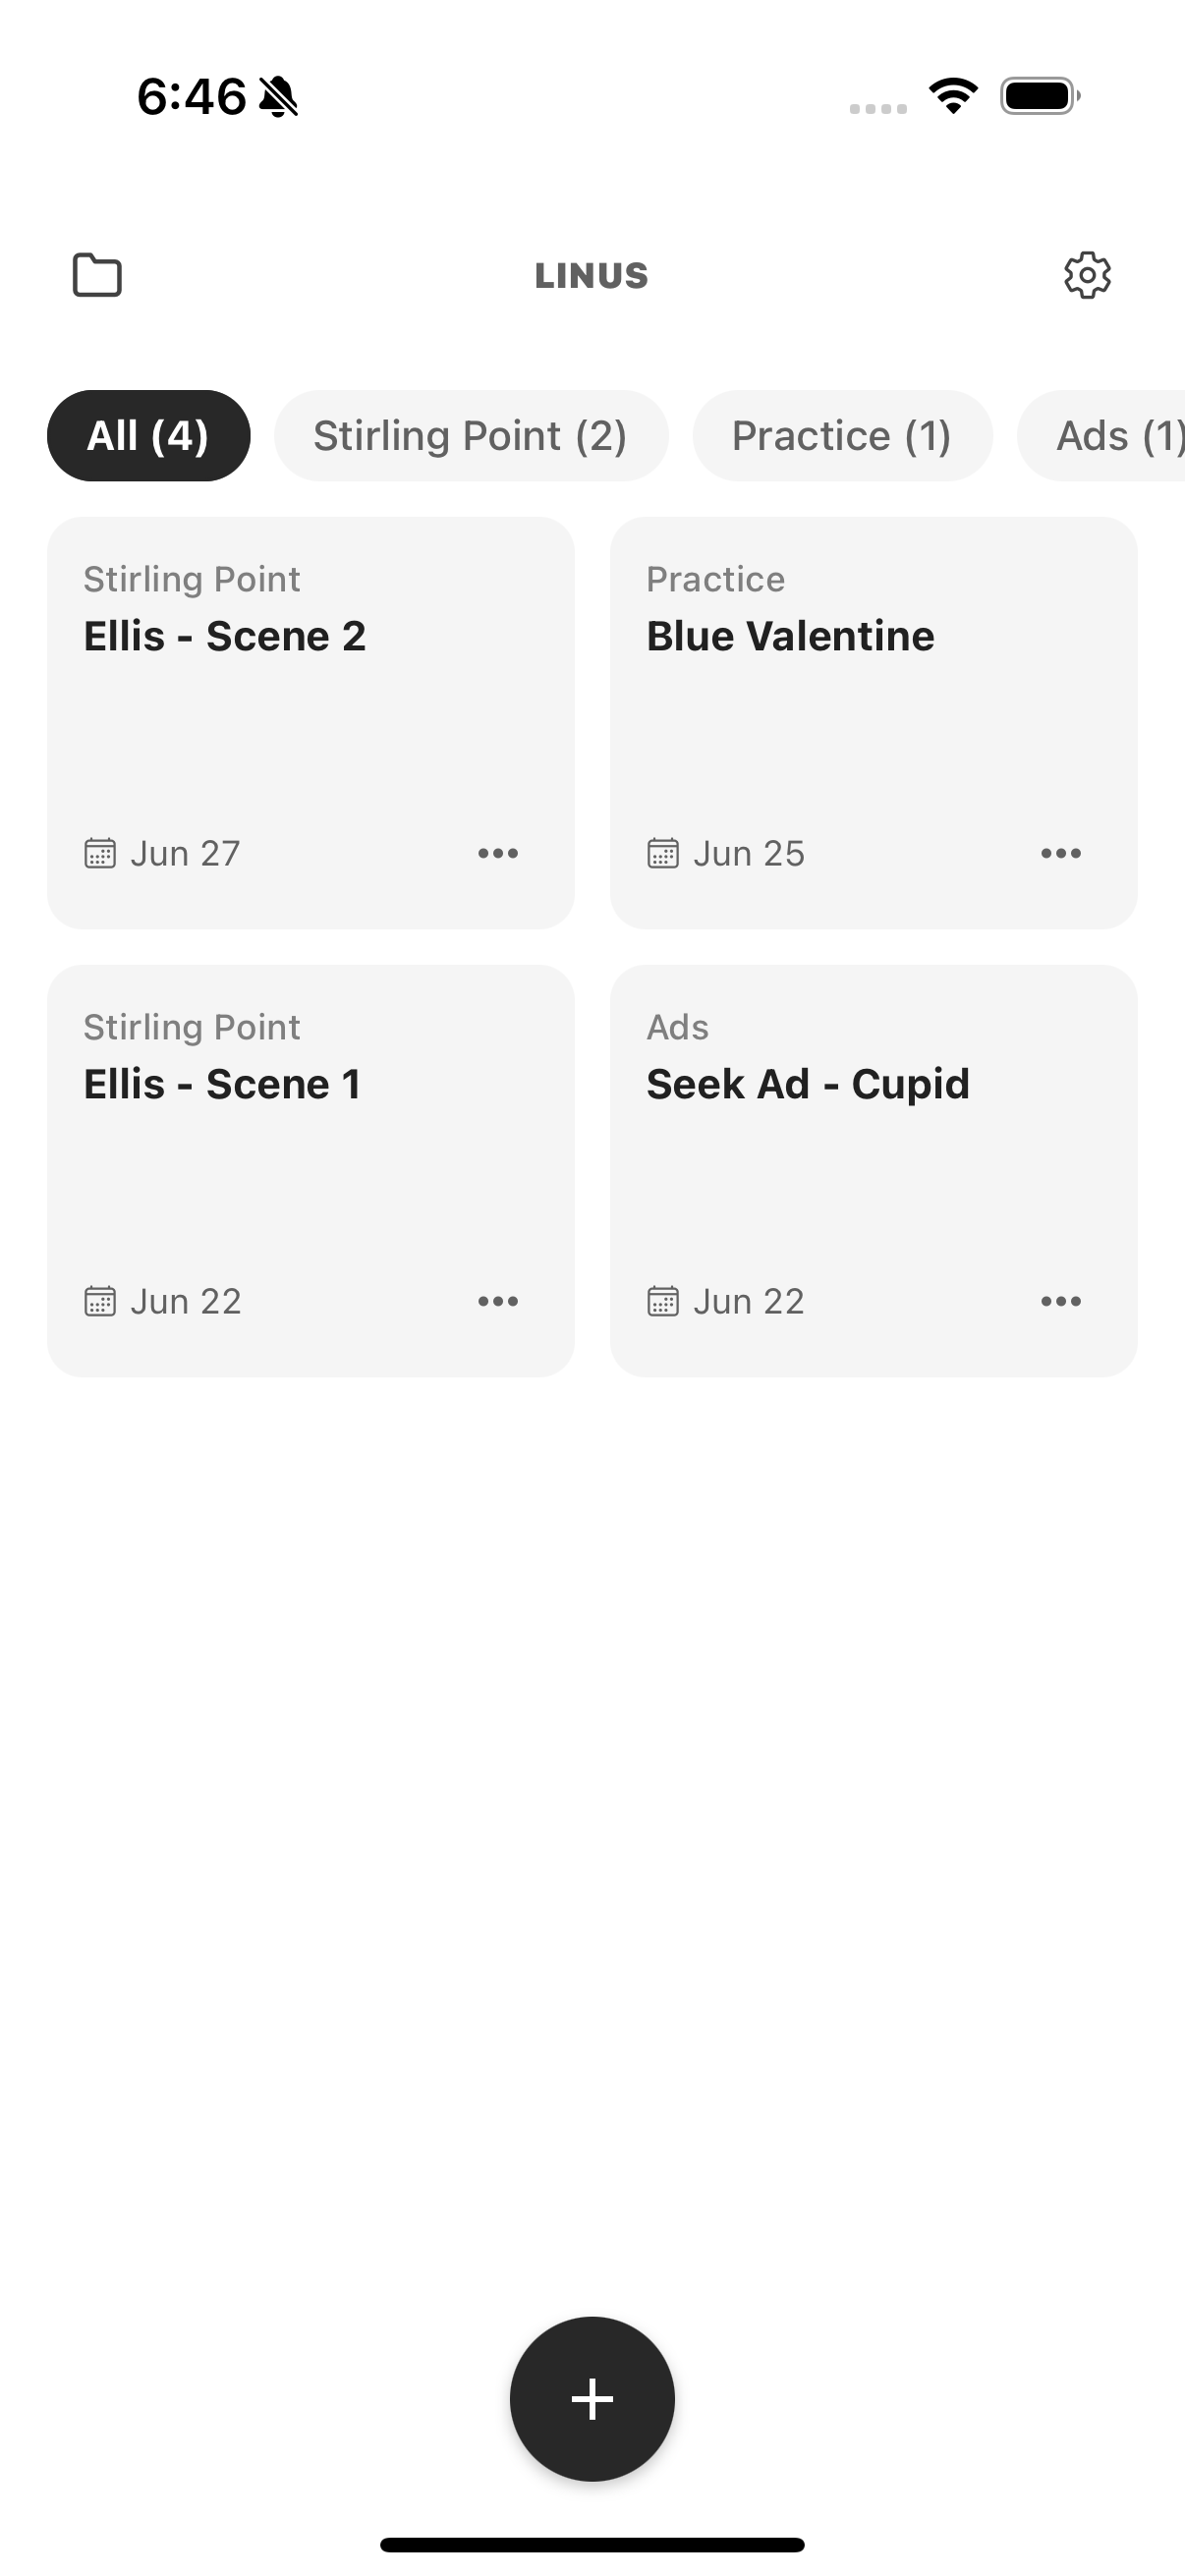 6:46
LINUS
All (4)
Stirling Point (2)
Practice (1)
Ads (1)
Stirling Point
Ellis - Scene 2
Jun 27
Practice
Blue Valentine
Jun 25
Stirling Point
Ellis - Scene 1
Jun 22
Ads
Seek Ad - Cupid
Jun 22